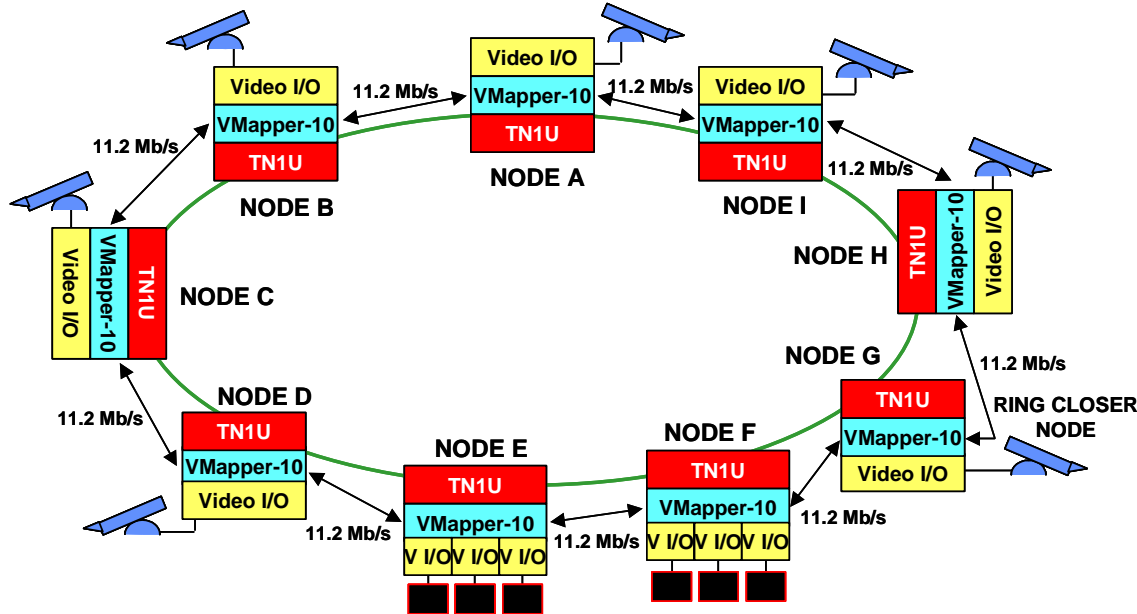 Video I/O
VMapper-10
TN1U
NODE A
11.2 Mb/s
11.2 Mb/s
Video I/O
VMapper-10
TN1U
NODE B
11.2 Mb/s
Video I/O
VMapper-10
TN1U
NODE I
11.2 Mb/s
Video I/O
VMapper-10
TN1U
NODE C
NODE H
TN1U
VMapper-10
Video I/O
11.2 Mb/s
11.2 Mb/s
NODE D
TN1U
VMapper-10
Video I/O
11.2 Mb/s
NODE E
TN1U
VMapper-10
V I/O V I/O V I/O
11.2 Mb/s
NODE F
TN1U
VMapper-10
V I/O V I/O V I/O
11.2 Mb/s
NODE G
TN1U
VMapper-10
Video I/O
RING CLOSER
NODE